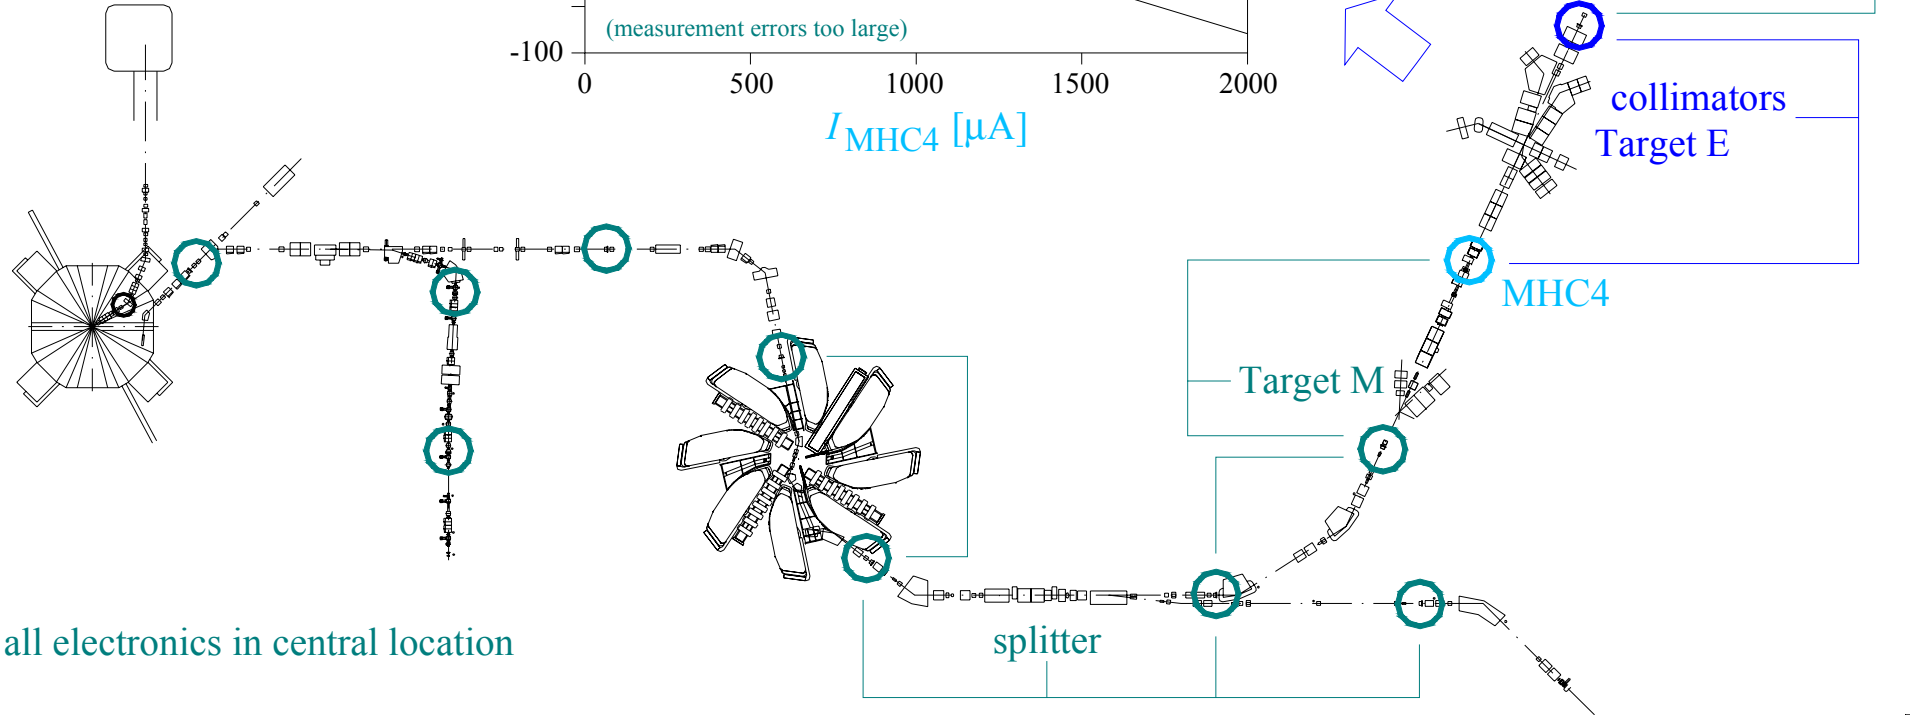 (measurement errors too large)
-100
0 500 1000 1500 2000
I MHC4 [µA]
collimators
Target E
MHC4
Target M
splitter
all electronics in central location